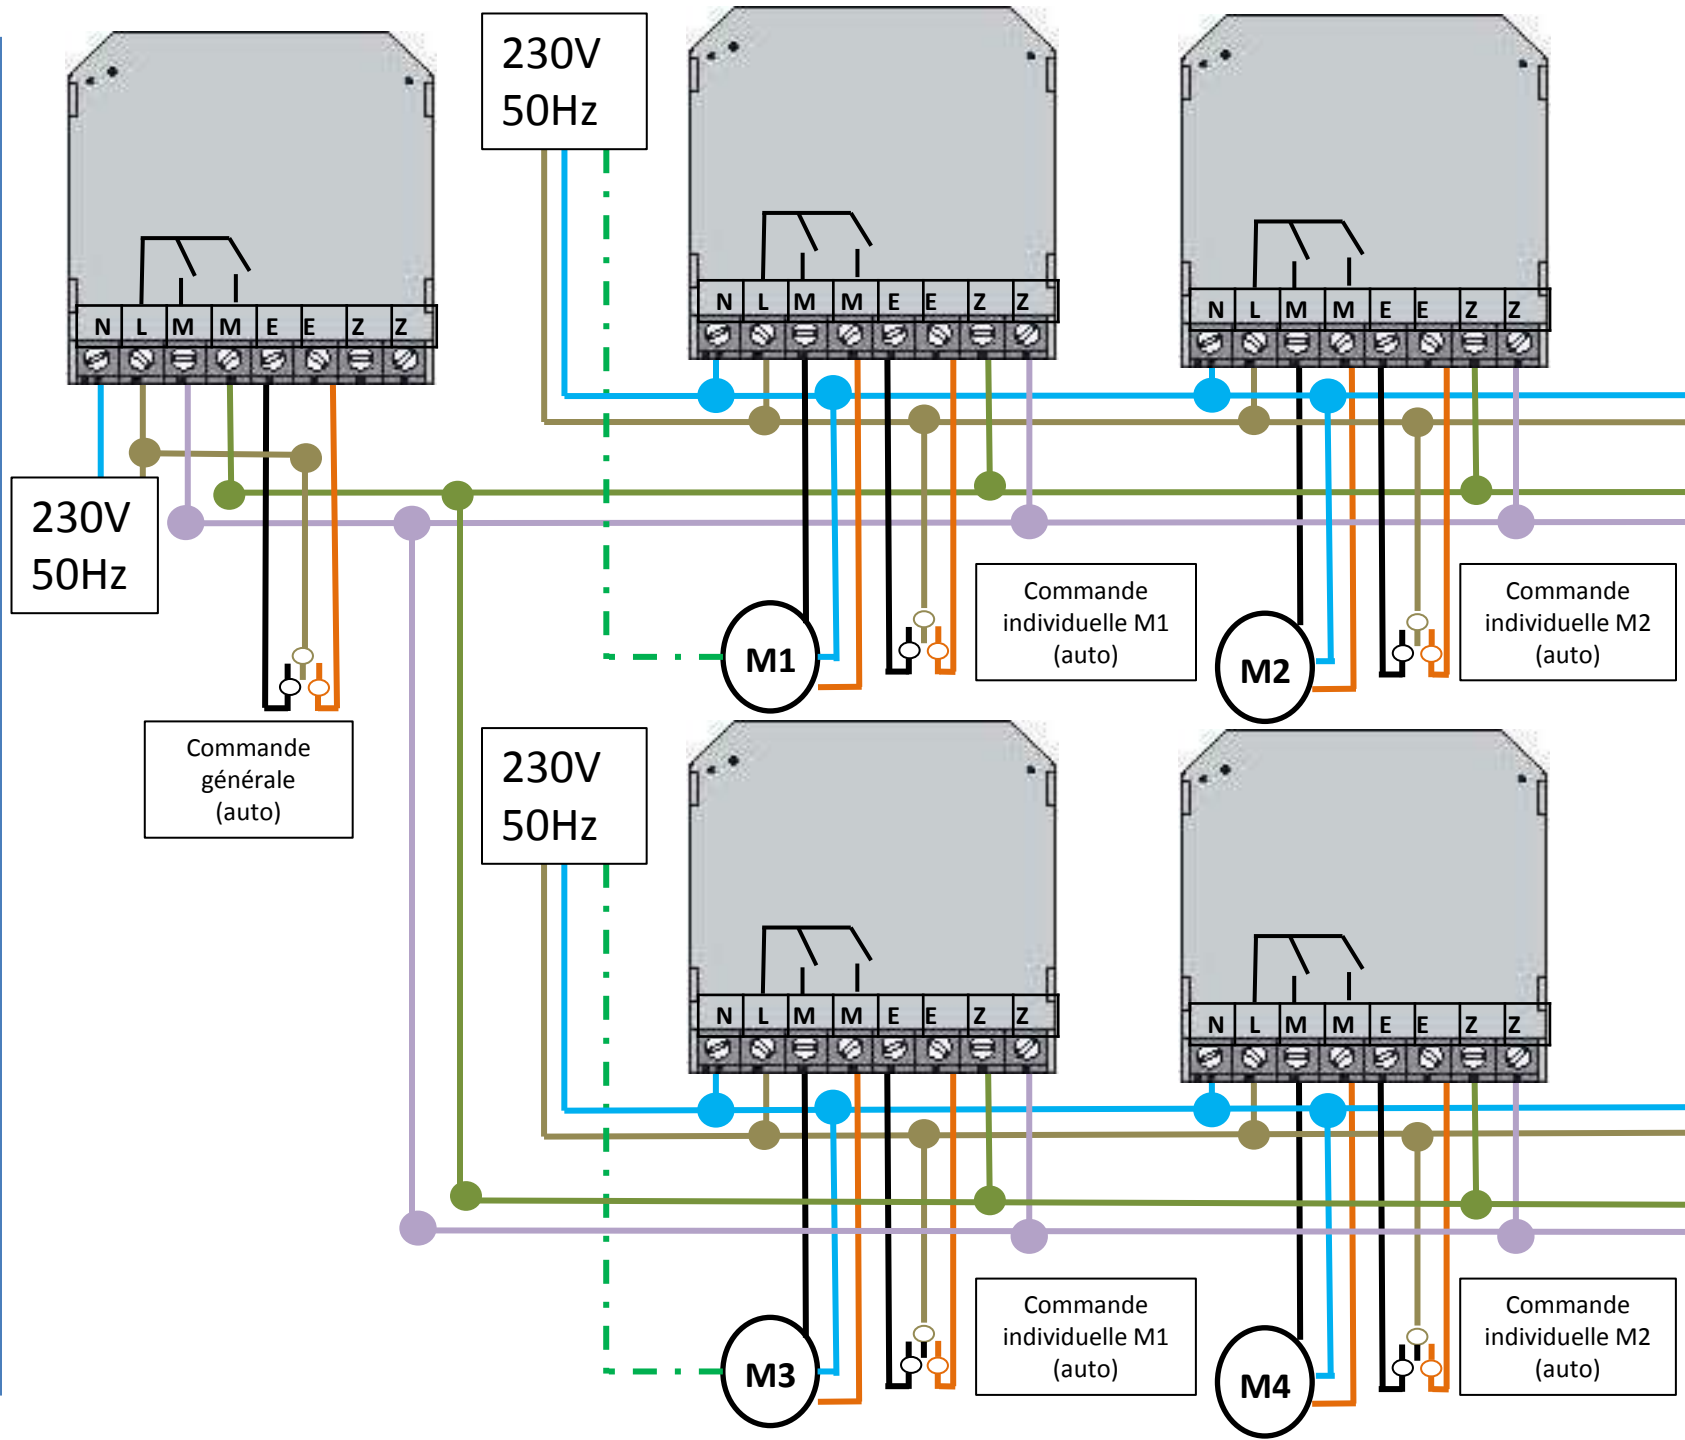 230V
50Hz
N L M M E E Z Z
N L M M E E Z Z
N L M M E E Z Z
230V
50Hz
Commande
individuelle M1
(auto)
Commande
individuelle M2
(auto)
M1
M2
Commande
générale
(auto)
230V
50Hz
N L M M E E Z Z
N L M M E E Z Z
Commande
individuelle M1
(auto)
Commande
individuelle M2
(auto)
M3
M4